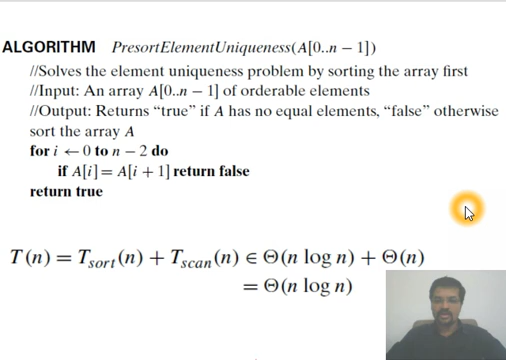 ALGORITHM PresortElementUniqueness(A[0..n − 1])
//Solves the element uniqueness problem by sorting the array first
//Input: An array A[0..n − 1] of orderable elements
//Output: Returns “true” if A has no equal elements, “false” otherwise
sort the array A
for i ← 0 to n − 2 do
if A[i] = A[i + 1] return false
return true
T(n) = Tsort(n) + Tscan(n) ∈ Θ(n log n) + Θ(n)
= Θ(n log n)